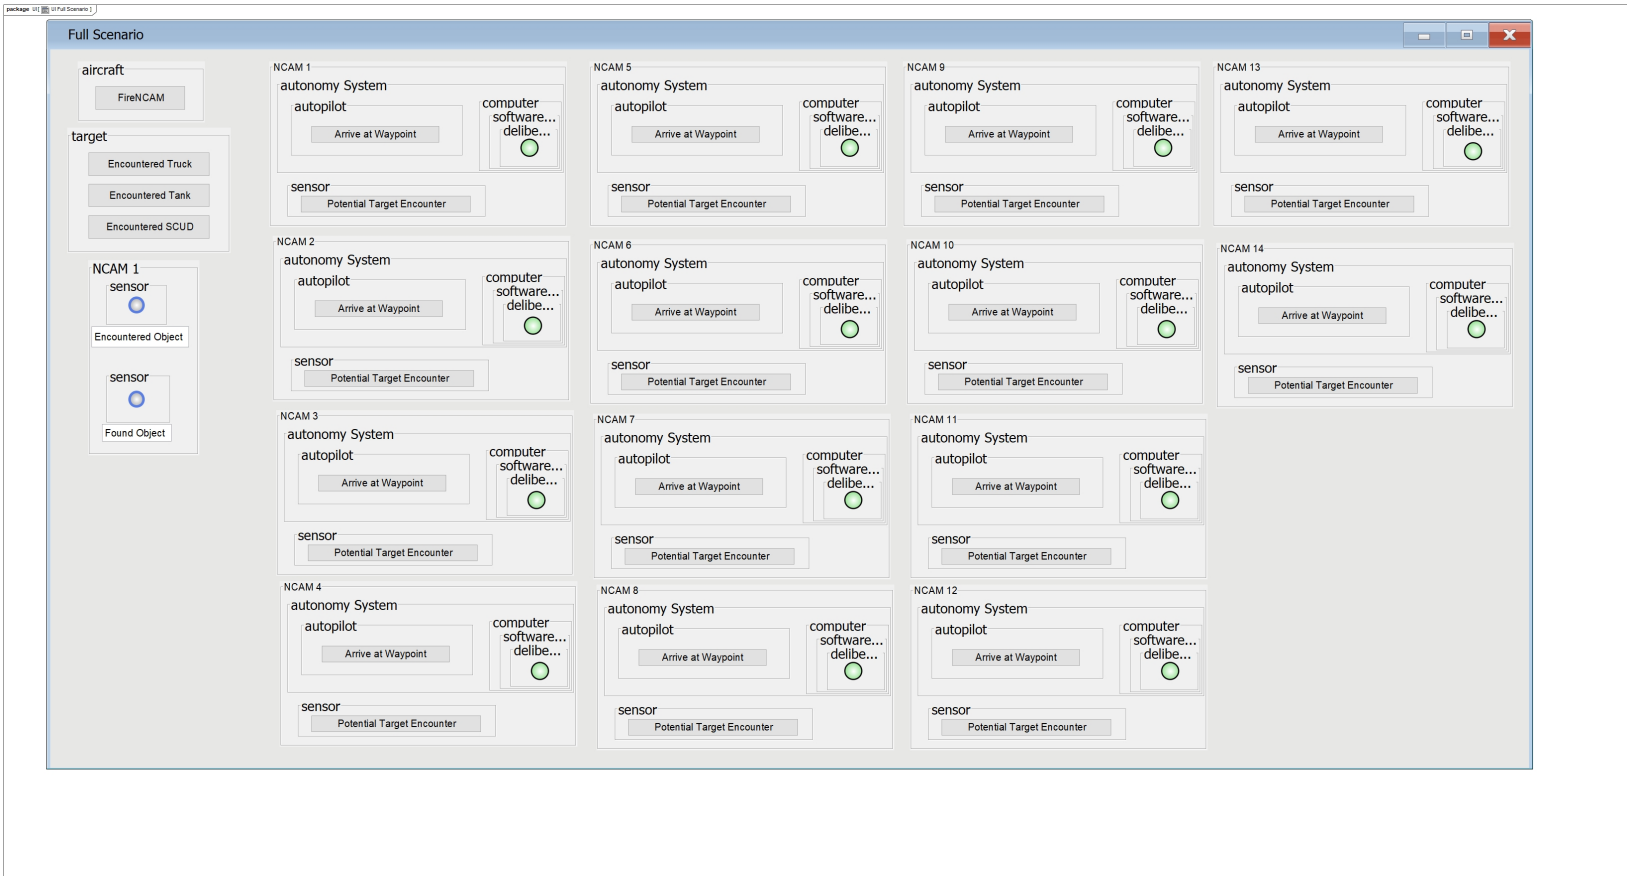 package UI[ UI Full Scenario ]
Full Scenario
aircraft
FireNCAM
target
Encountered Truck
Encountered Tank
Encountered SCUD
NCAM 1
sensor
Encountered Object
sensor
Found Object
NCAM 1
autonomy System
autopilot
Arrive at Waypoint
computer
software...
delibe...
sensor
Potential Target Encounter
NCAM 2
autonomy System
autopilot
Arrive at Waypoint
computer
software...
delibe...
sensor
Potential Target Encounter
NCAM 3
autonomy System
autopilot
Arrive at Waypoint
computer
software...
delibe...
sensor
Potential Target Encounter
NCAM 4
autonomy System
autopilot
Arrive at Waypoint
computer
software...
delibe...
sensor
Potential Target Encounter
NCAM 5
autonomy System
autopilot
Arrive at Waypoint
computer
software...
delibe...
sensor
Potential Target Encounter
NCAM 6
autonomy System
autopilot
Arrive at Waypoint
computer
software...
delibe...
sensor
Potential Target Encounter
NCAM 7
autonomy System
autopilot
Arrive at Waypoint
computer
software...
delibe...
sensor
Potential Target Encounter
NCAM 8
autonomy System
autopilot
Arrive at Waypoint
computer
software...
delibe...
sensor
Potential Target Encounter
NCAM 9
autonomy System
autopilot
Arrive at Waypoint
computer
software...
delibe...
sensor
Potential Target Encounter
NCAM 10
autonomy System
autopilot
Arrive at Waypoint
computer
software...
delibe...
sensor
Potential Target Encounter
NCAM 11
autonomy System
autopilot
Arrive at Waypoint
computer
software...
delibe...
sensor
Potential Target Encounter
NCAM 12
autonomy System
autopilot
Arrive at Waypoint
computer
software...
delibe...
sensor
Potential Target Encounter
NCAM 13
autonomy System
autopilot
Arrive at Waypoint
computer
software...
delibe...
sensor
Potential Target Encounter
NCAM 14
autonomy System
autopilot
Arrive at Waypoint
computer
software...
delibe...
sensor
Potential Target Encounter